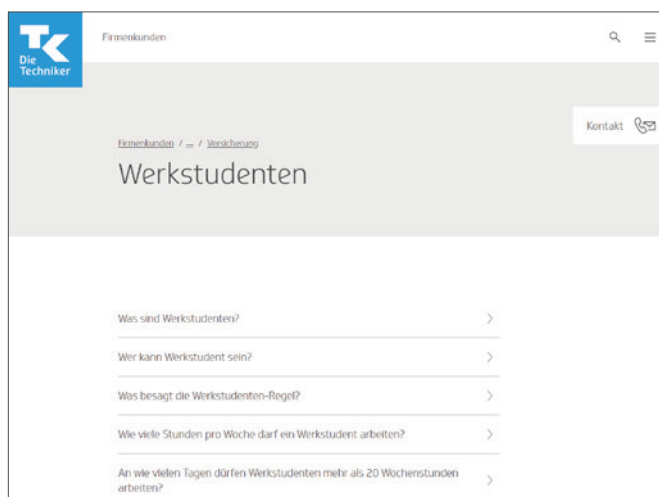 TK
Die
Techniker
Firmenkunden
Kontakt
Firmenkunden / ... / Versicherung
Werkstudenten
Was sind Werkstudenten?
Wer kann Werkstudent sein?
Was besagt die Werkstudenten-Regel?
Wie viele Stunden pro Woche darf ein Werkstudent arbeiten?
An wie vielen Tagen dürfen Werkstudenten mehr als 20 Wochenstunden
arbeiten?